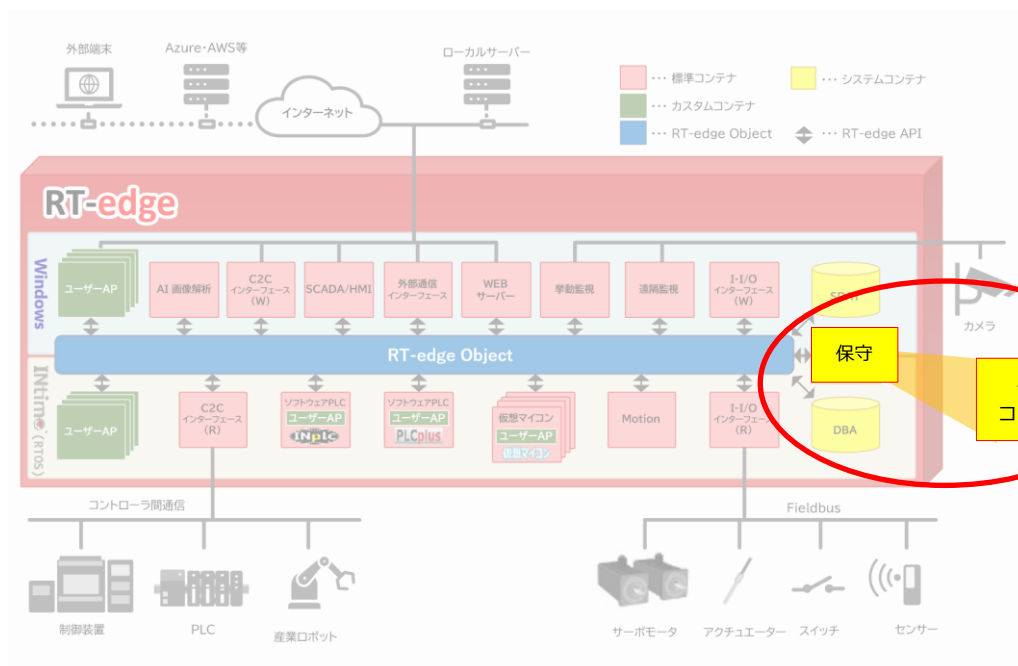 外部端末
Azure・AWS等
ローカルサーバー
インターネット
・・・ 標準コンテナ
・・・ システムコンテナ
・・・ カスタムコンテナ
・・・ RT-edge Object
・・・ RT-edge API
RT-edge
Windows
ユーザーAP
AI 画像解析
C2C
インターフェース
(W)
SCADA/HMI
外部通信
インターフェース
WEB
サーバー
挙動監視
遠隔監視
I-I/O
インターフェース
(W)
カメラ
RT-edge Object
保守
コ
INtime(RTOS)
ユーザーAP
C2C
インターフェース
(R)
ソフトウェアPLC
ユーザーAP
INplc
ソフトウェアPLC
ユーザーAP
PLCplus
仮想マイコン
ユーザーAP
仮想マイコン
Motion
I-I/O
インターフェース
(R)
DBA
コントローラ間通信
Fieldbus
制御装置
PLC
産業ロボット
サーボモータ
アクチュエーター
スイッチ
センサー